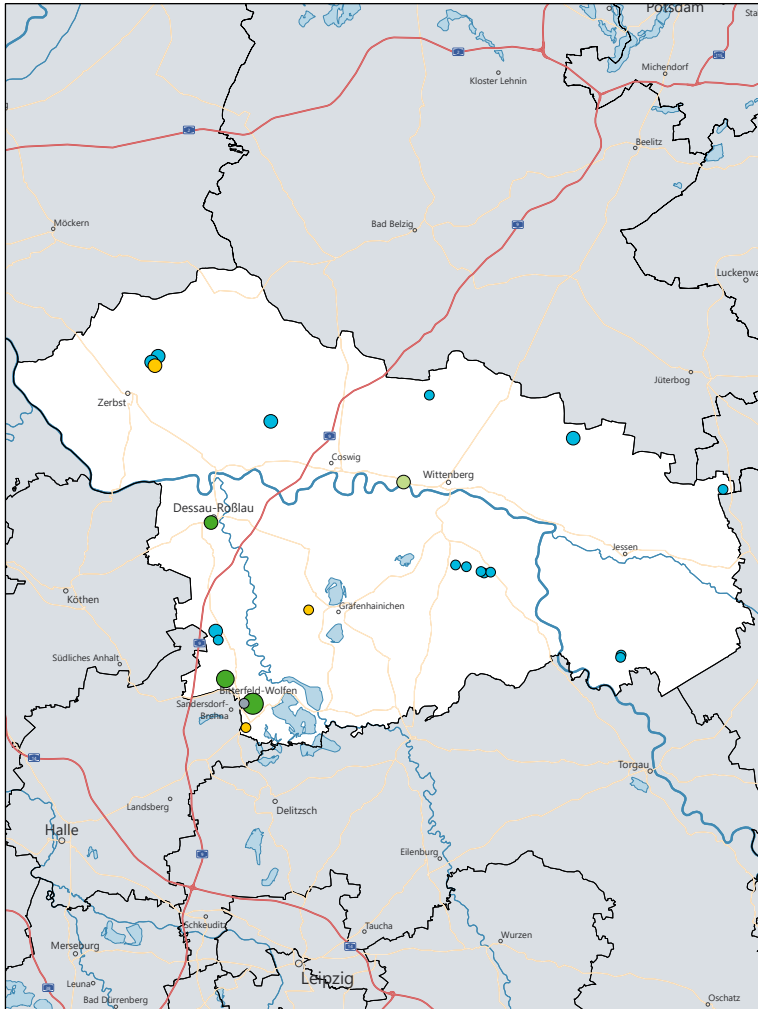 Potsdam
Sta
Michendorf
Kloster Lehnin
Beelitz
Möckern
Bad Belzig
Luckenwa
Jüterbog
Zerbst
Coswig
Wittenberg
Dessau-Roßlau
Jessen
Köthen
Gräfenhainichen
Südliches Anhalt
Bitterfeld-Wolfen
Sandersdorf-
Brehna
Torgau
Landsberg
Delitzsch
Halle
Eilenburg
Schkeuditz
Taucha
Wurzen
Merseburg
Leipzig
Leuna
Bad Dürrenberg
Oschatz